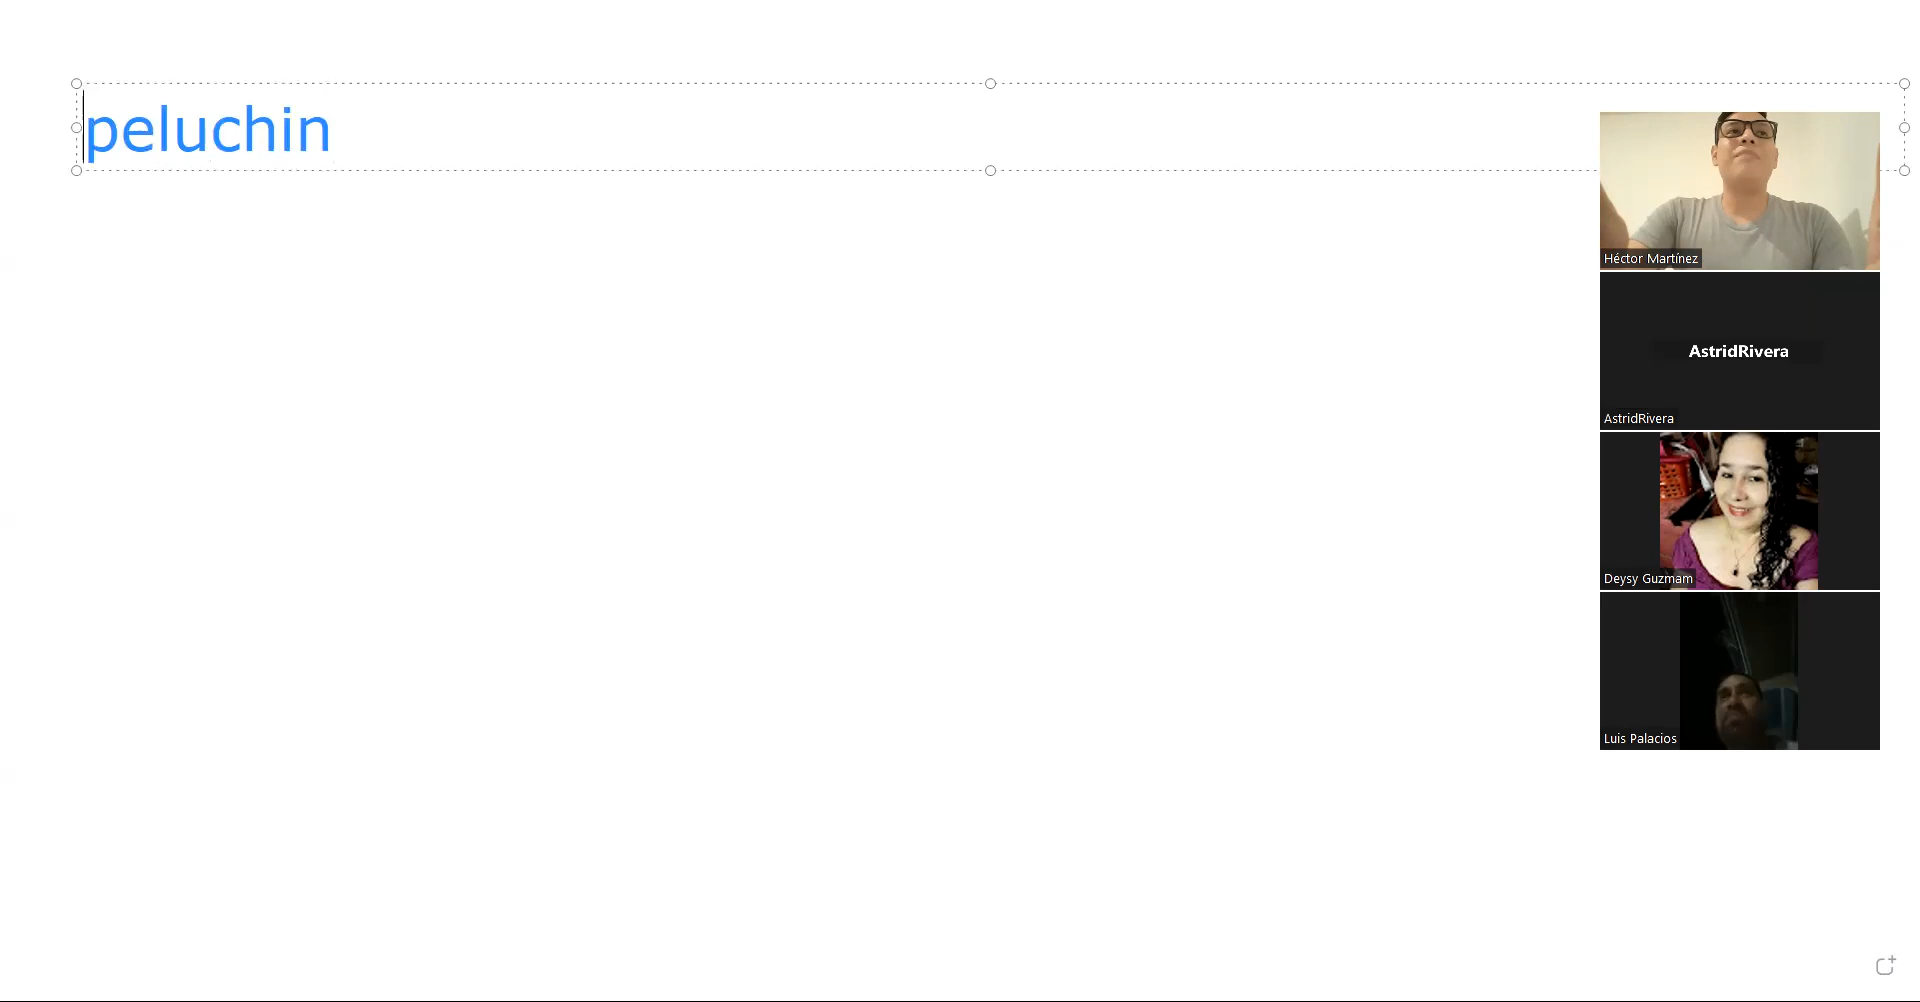 peluchin
Héctor Martínez
AstridRivera
AstridRivera
Deysy Guzmam
Luis Palacios